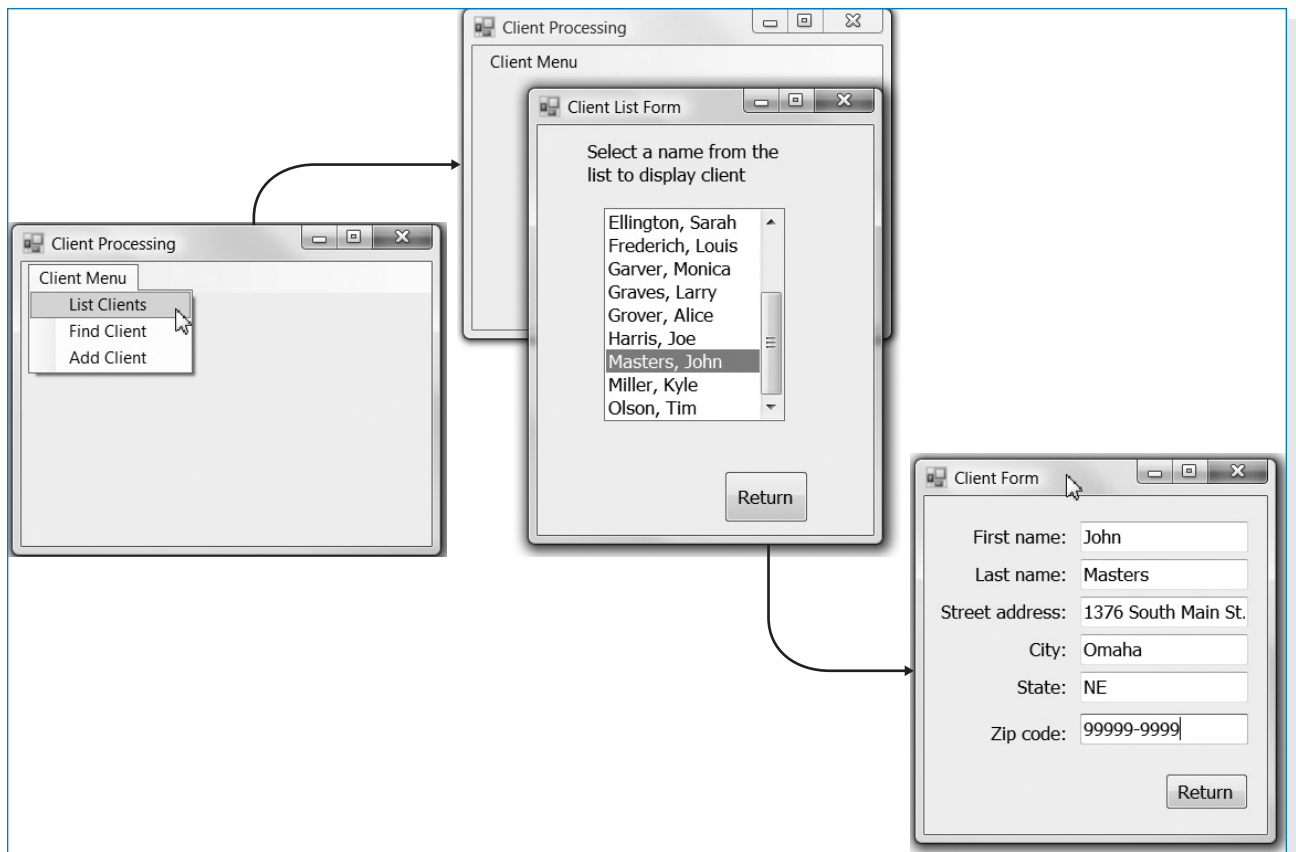 Client Processing
Client Menu
List Clients
Find Client
Add Client
Client Processing
Client Menu
Client List Form
Select a name from the
list to display client
Ellington, Sarah
Frederich, Louis
Garver, Monica
Graves, Larry
Grover, Alice
Harris, Joe
Masters, John
Miller, Kyle
Olson, Tim
Return
Client Form
First name: John
Last name: Masters
Street address: 1376 South Main St.
City: Omaha
State: NE
Zip code: 99999-9999
Return